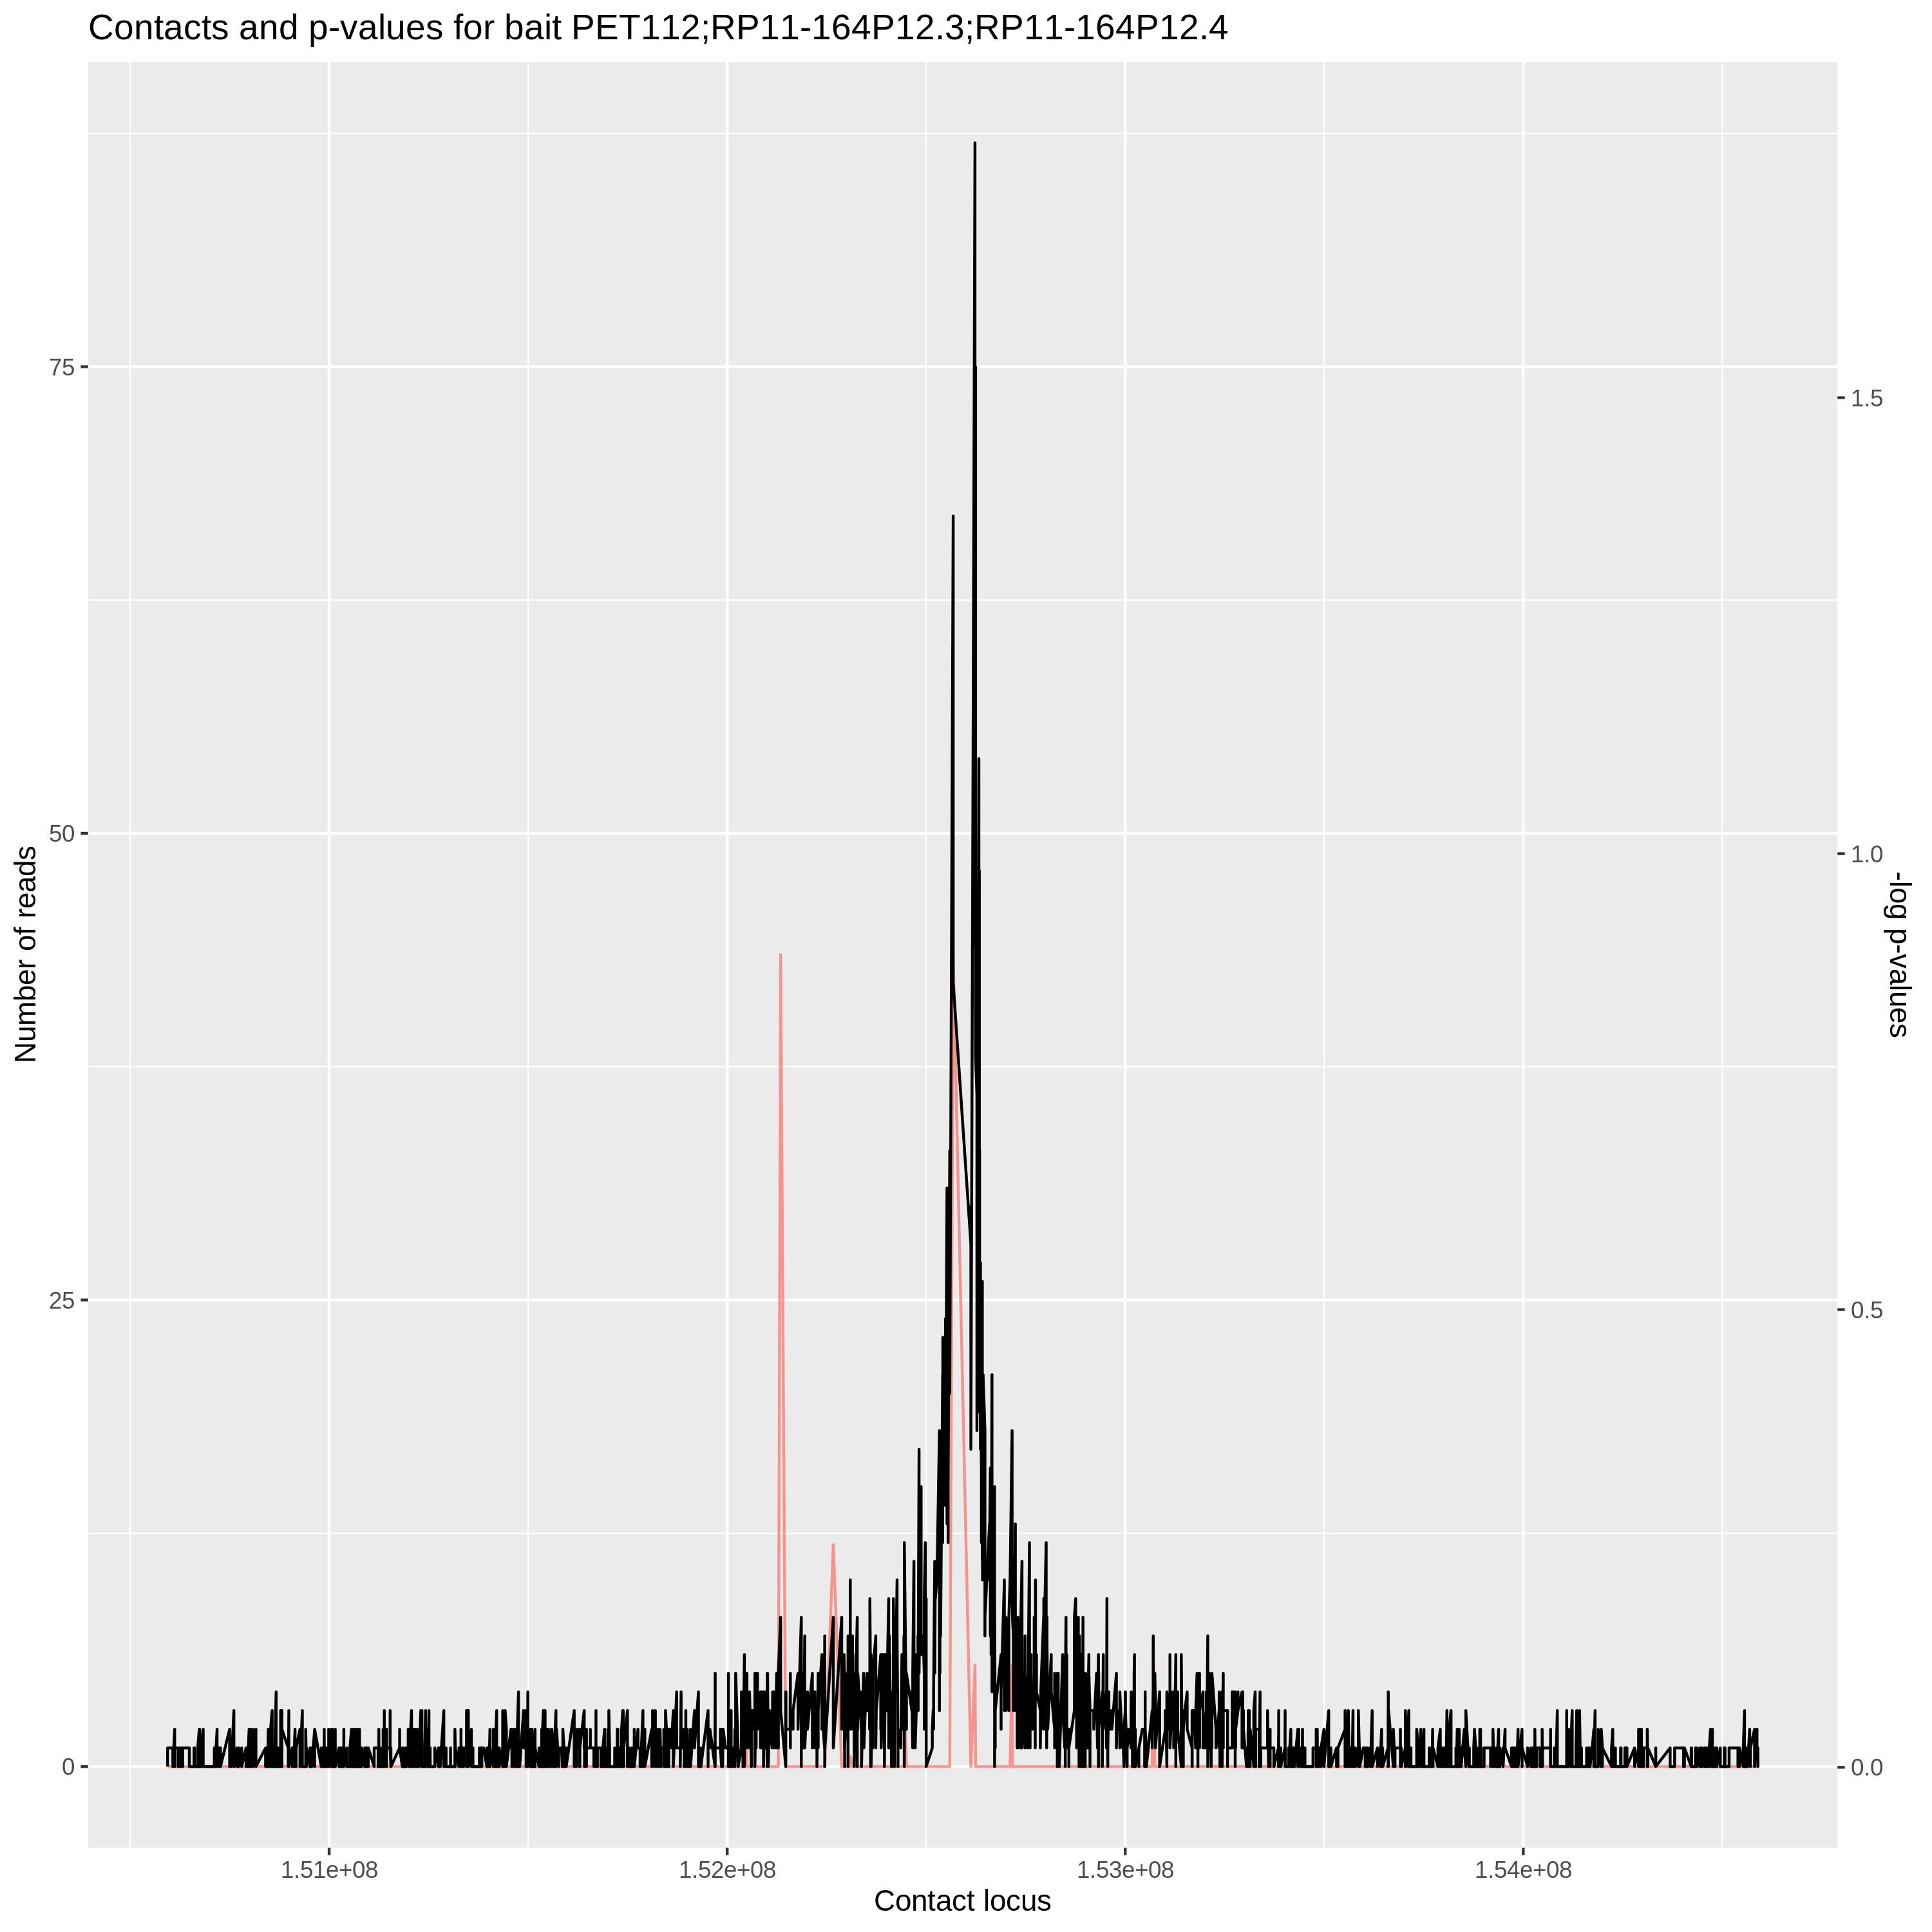 Contacts and p-values for bait PET112;RP11-164P12.3;RP11-164P12.4
75
50
25
0
Number of reads
1.5
1.0
0.5
0.0
-log p-values
1.51e+08
1.52e+08
1.53e+08
1.54e+08
Contact locus